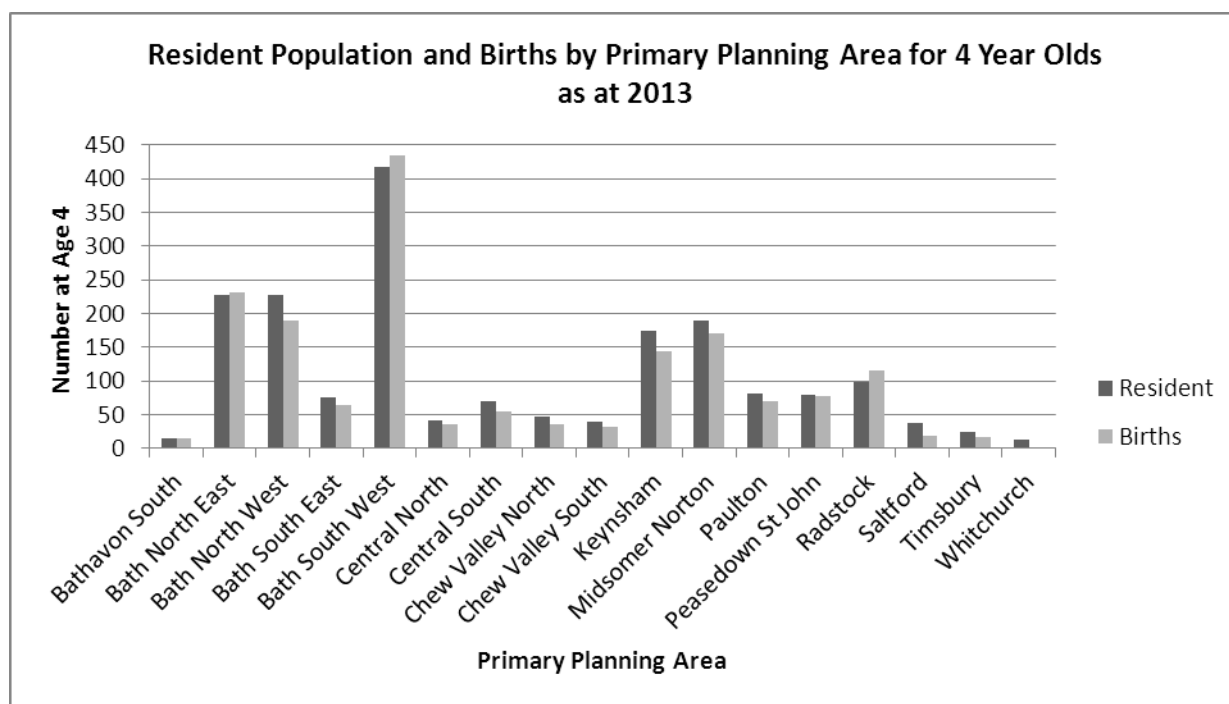 Resident Population and Births by Primary Planning Area for 4 Year Olds
as at 2013
Number at Age 4
450
400
350
300
250
200
150
100
50
0
Bathavon South
Bath North East
Bath North West
Bath South East
Bath South West
Central North
Central South
Chew Valley North
Chew Valley South
Keynsham
Midsomer Norton
Paulton
Peasedown St John
Radstock
Saltford
Timsbury
Whitchurch
Primary Planning Area
Resident
Births